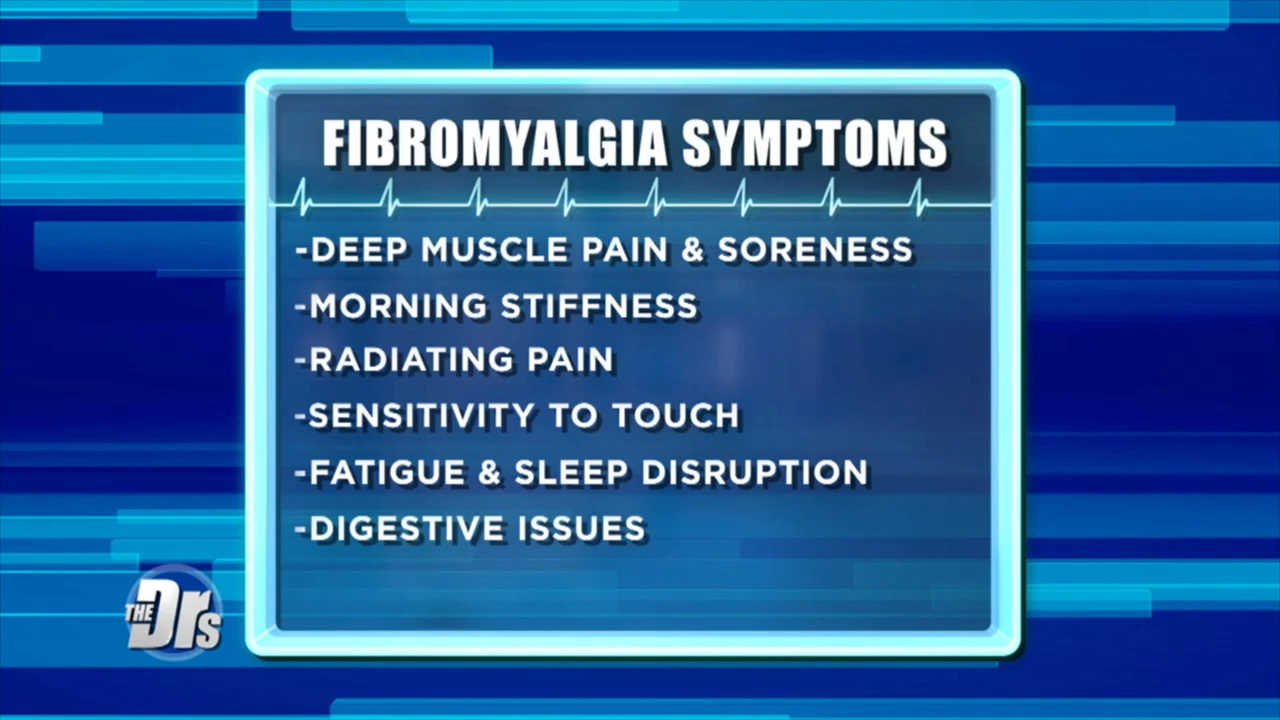 FIBROMYALGIA SYMPTOMS
-DEEP MUSCLE PAIN & SORENESS
-MORNING STIFFNESS
-RADIATING PAIN
-SENSITIVITY TO TOUCH
-FATIGUE & SLEEP DISRUPTION
-DIGESTIVE ISSUES
THE Drs